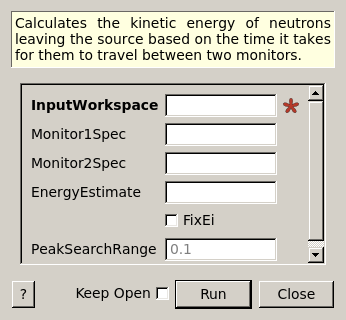 Calculates the kinetic energy of neutrons
leaving the source based on the time it takes
for them to travel between two monitors.
InputWorkspace
Monitor1Spec
Monitor2Spec
EnergyEstimate
FixEi
PeakSearchRange 0.1
? Keep Open Run Close